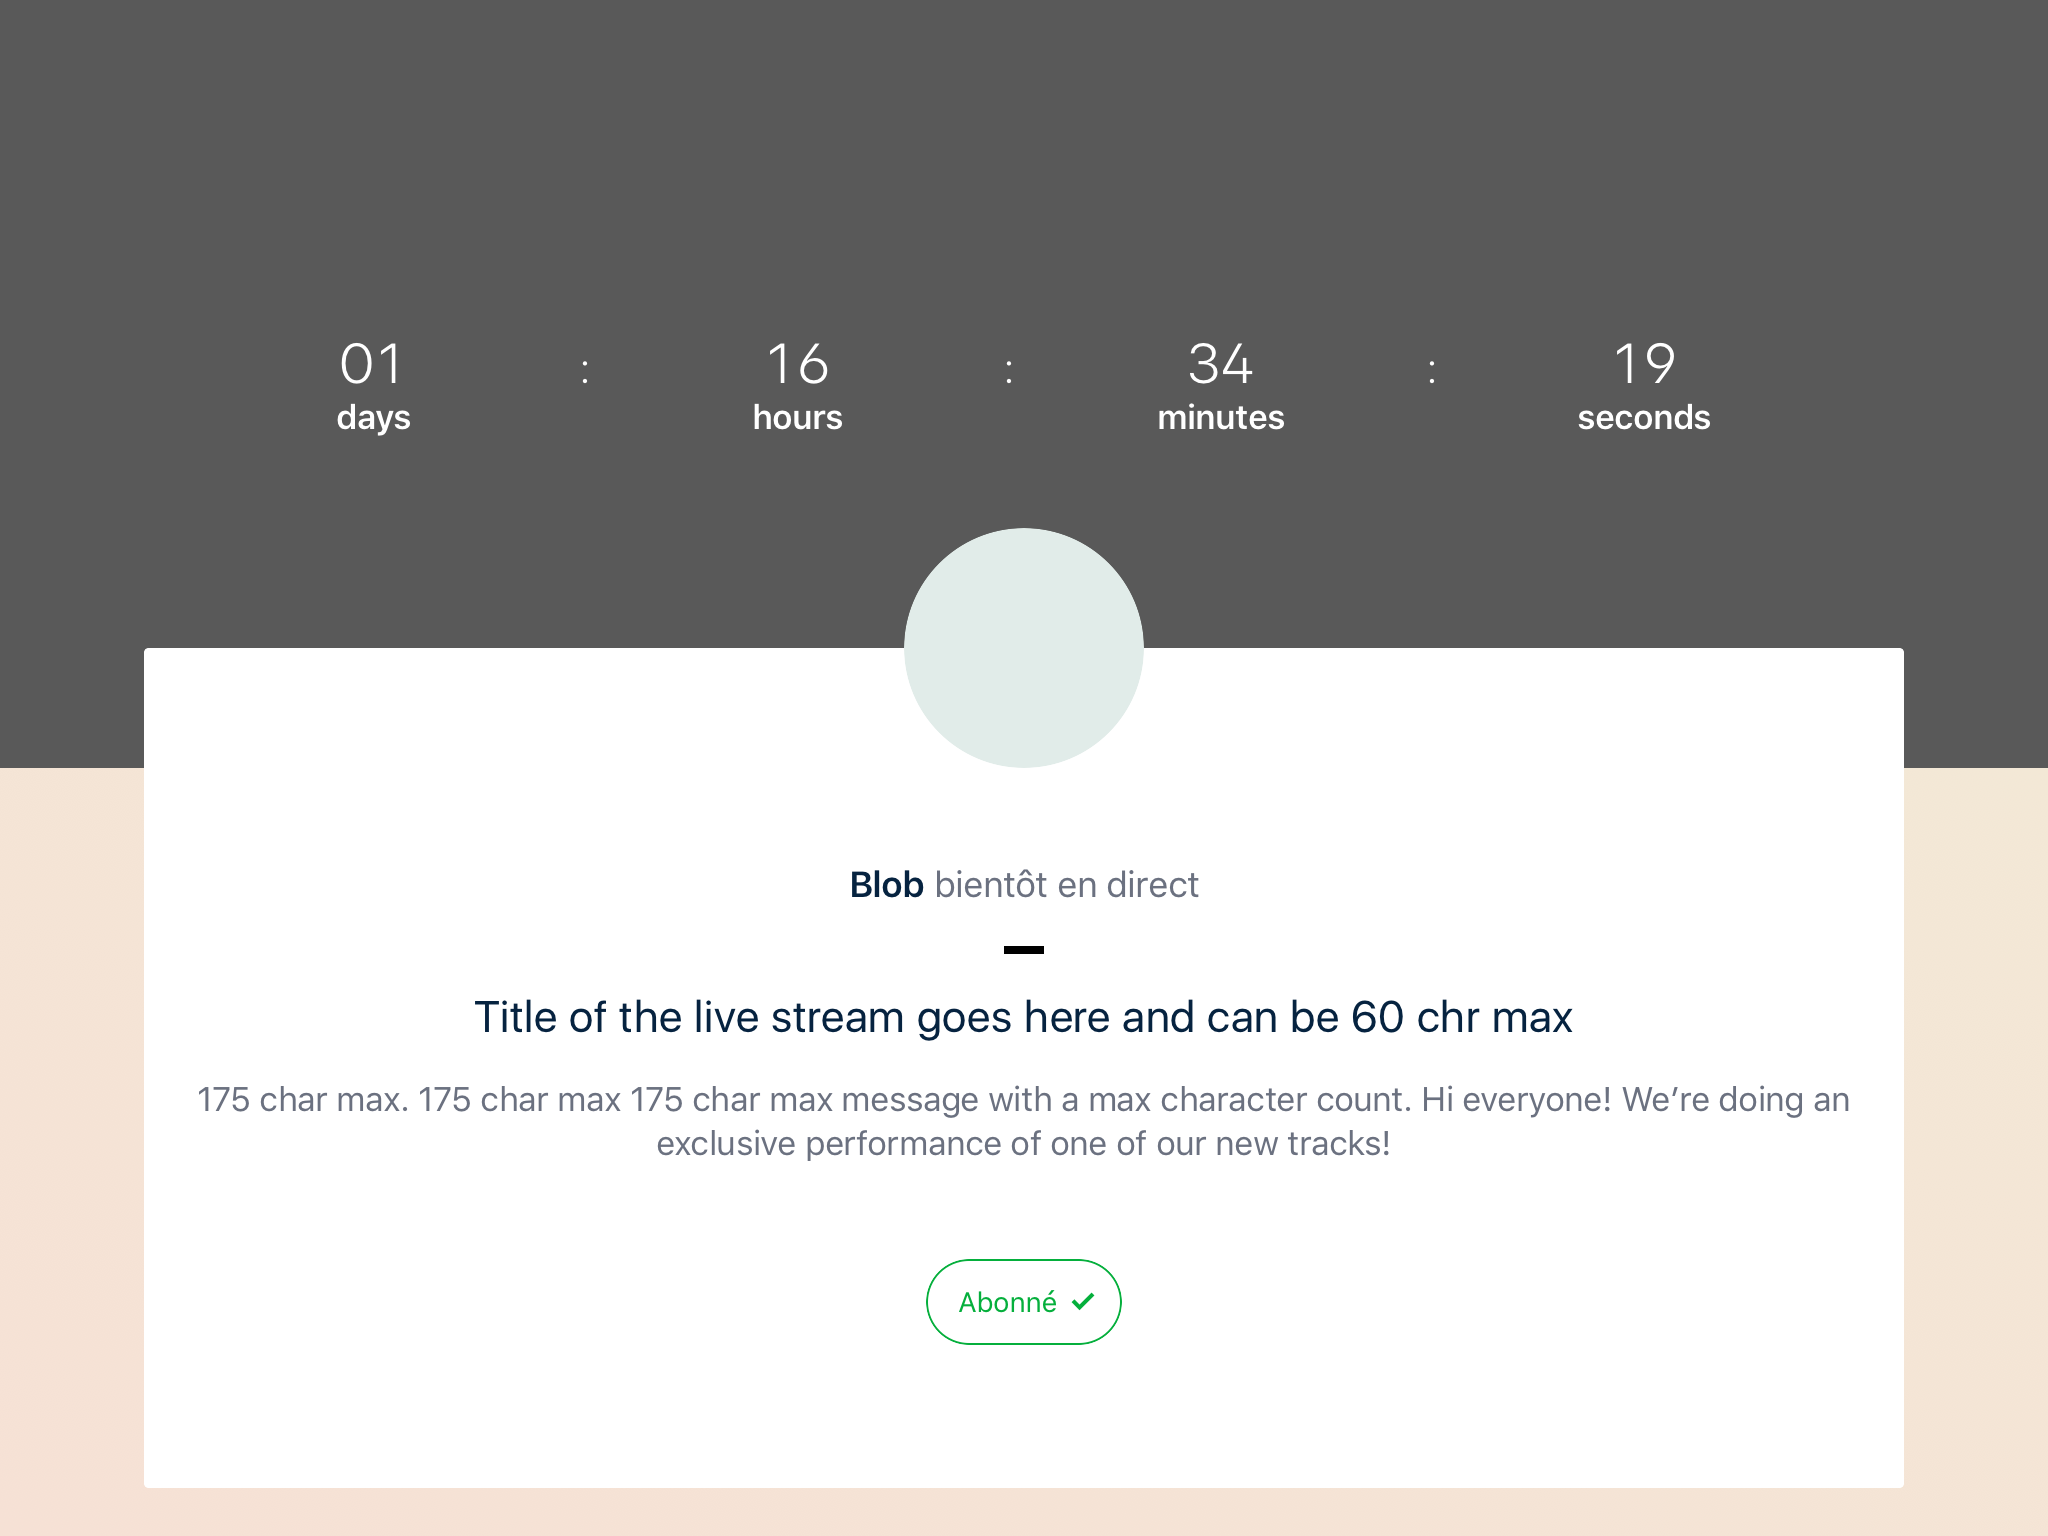 01 : 16 : 34 : 19
days hours minutes seconds
Blob bientôt en direct
Title of the live stream goes here and can be 60 chr max
175 char max. 175 char max 175 char max message with a max character count. Hi everyone! We’re doing an
exclusive performance of one of our new tracks!
Abonné